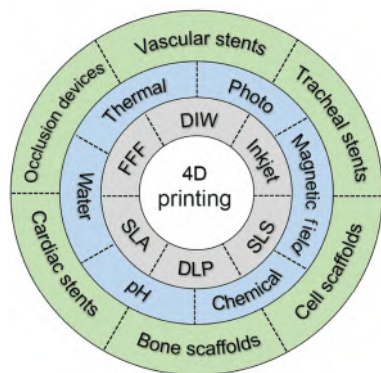 Vascular stents
Tracheal stents
Cell scaffolds
Bone scaffolds
Cardiac stents
Occlusion devices
Thermal
Photo
Magnetic field
Chemical
pH
Water
DIW
Inkjet
SLS
DLP
SLA
FFF
4D
printing